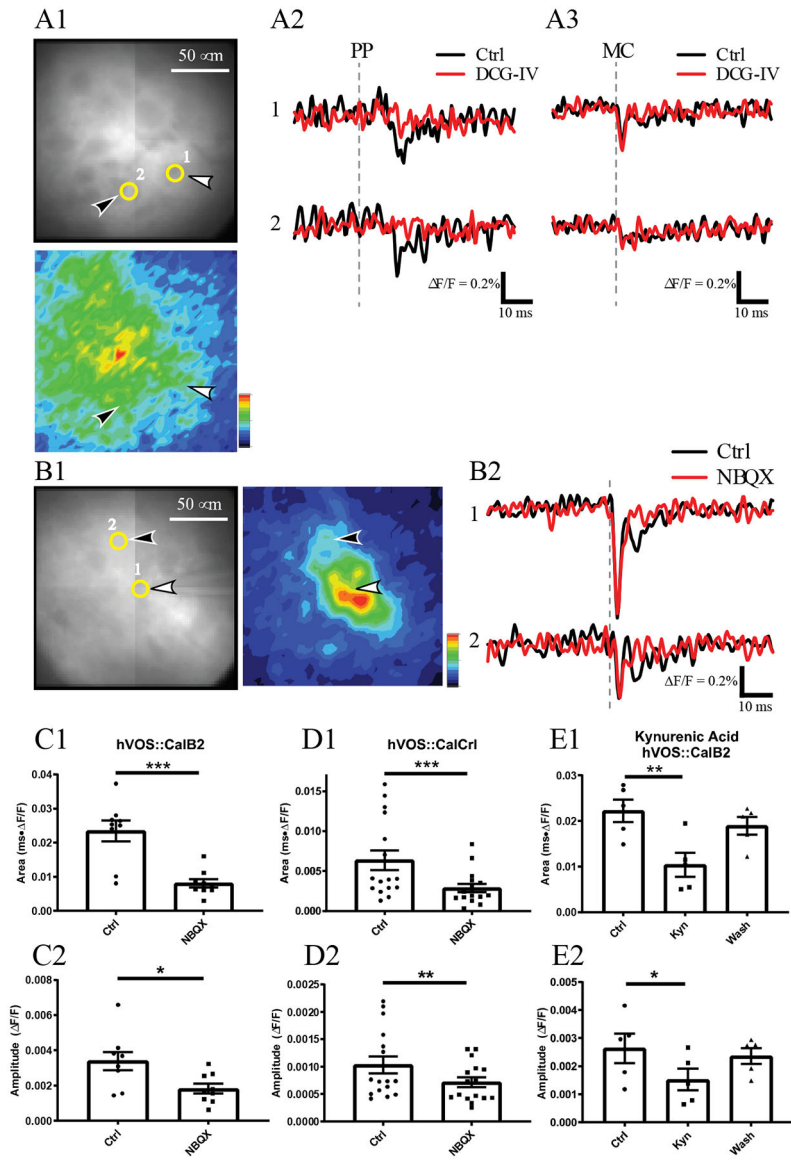 A1
A2
A3
50 ∝m
1
2
PP
Ctrl
DCG-IV
1
2
ΔF/F = 0.2%
10 ms
MC
Ctrl
DCG-IV
ΔF/F = 0.2%
10 ms
B1
50 ∝m
2
1
B2
Ctrl
NBQX
1
2
ΔF/F = 0.2%
10 ms
C1
hVOS::CalB2
***
Area (ms•ΔF/F)
0.04
0.03
0.02
0.01
0.00
Ctrl
NBQX
D1
hVOS::CalCrl
***
Area (ms•ΔF/F)
0.015
0.010
0.005
0.000
Ctrl
NBQX
E1
Kynurenic Acid
hVOS::CalB2
**
Area (ms•ΔF/F)
0.03
0.02
0.01
0.00
Ctrl
Kyn
Wash
C2
*
Amplitude (ΔF/F)
0.008
0.006
0.004
0.002
0.000
Ctrl
NBQX
D2
**
Amplitude (ΔF/F)
0.0025
0.0020
0.0015
0.0010
0.0005
0.0000
Ctrl
NBQX
E2
*
Amplitude (ΔF/F)
0.005
0.004
0.003
0.002
0.001
0.000
Ctrl
Kyn
Wash